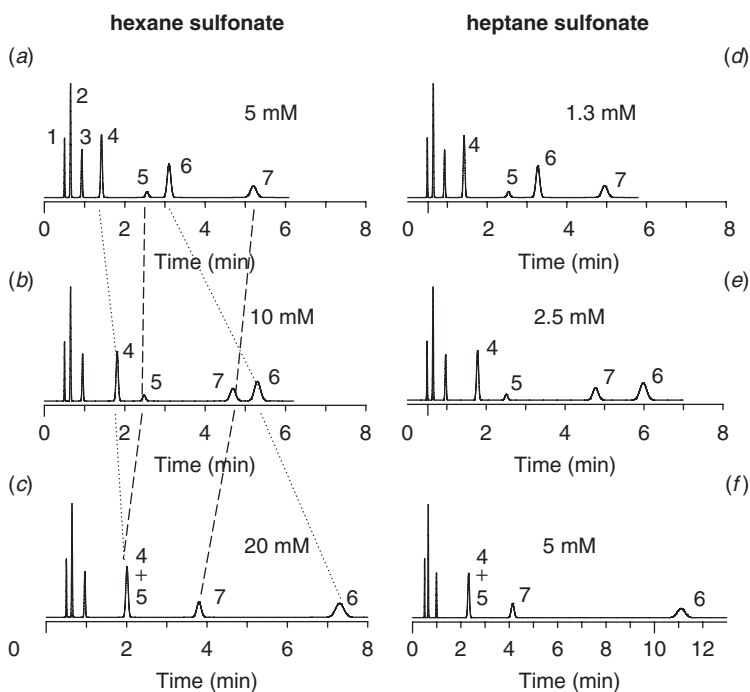 hexane sulfonate
heptane sulfonate
(a)
1
2
3
4
5
6
7
5 mM
0 2 4 6 8
Time (min)
(d)
4
5
6
7
1.3 mM
0 2 4 6 8
Time (min)
(b)
4
5
7
6
10 mM
0 2 4 6 8
Time (min)
(e)
4
5
7
6
2.5 mM
0 2 4 6 8
Time (min)
(c)
4
+
5
7
6
20 mM
0 2 4 6 8
Time (min)
(f)
4
+
5
7
6
5 mM
0 2 4 6 8 10 12
Time (min)